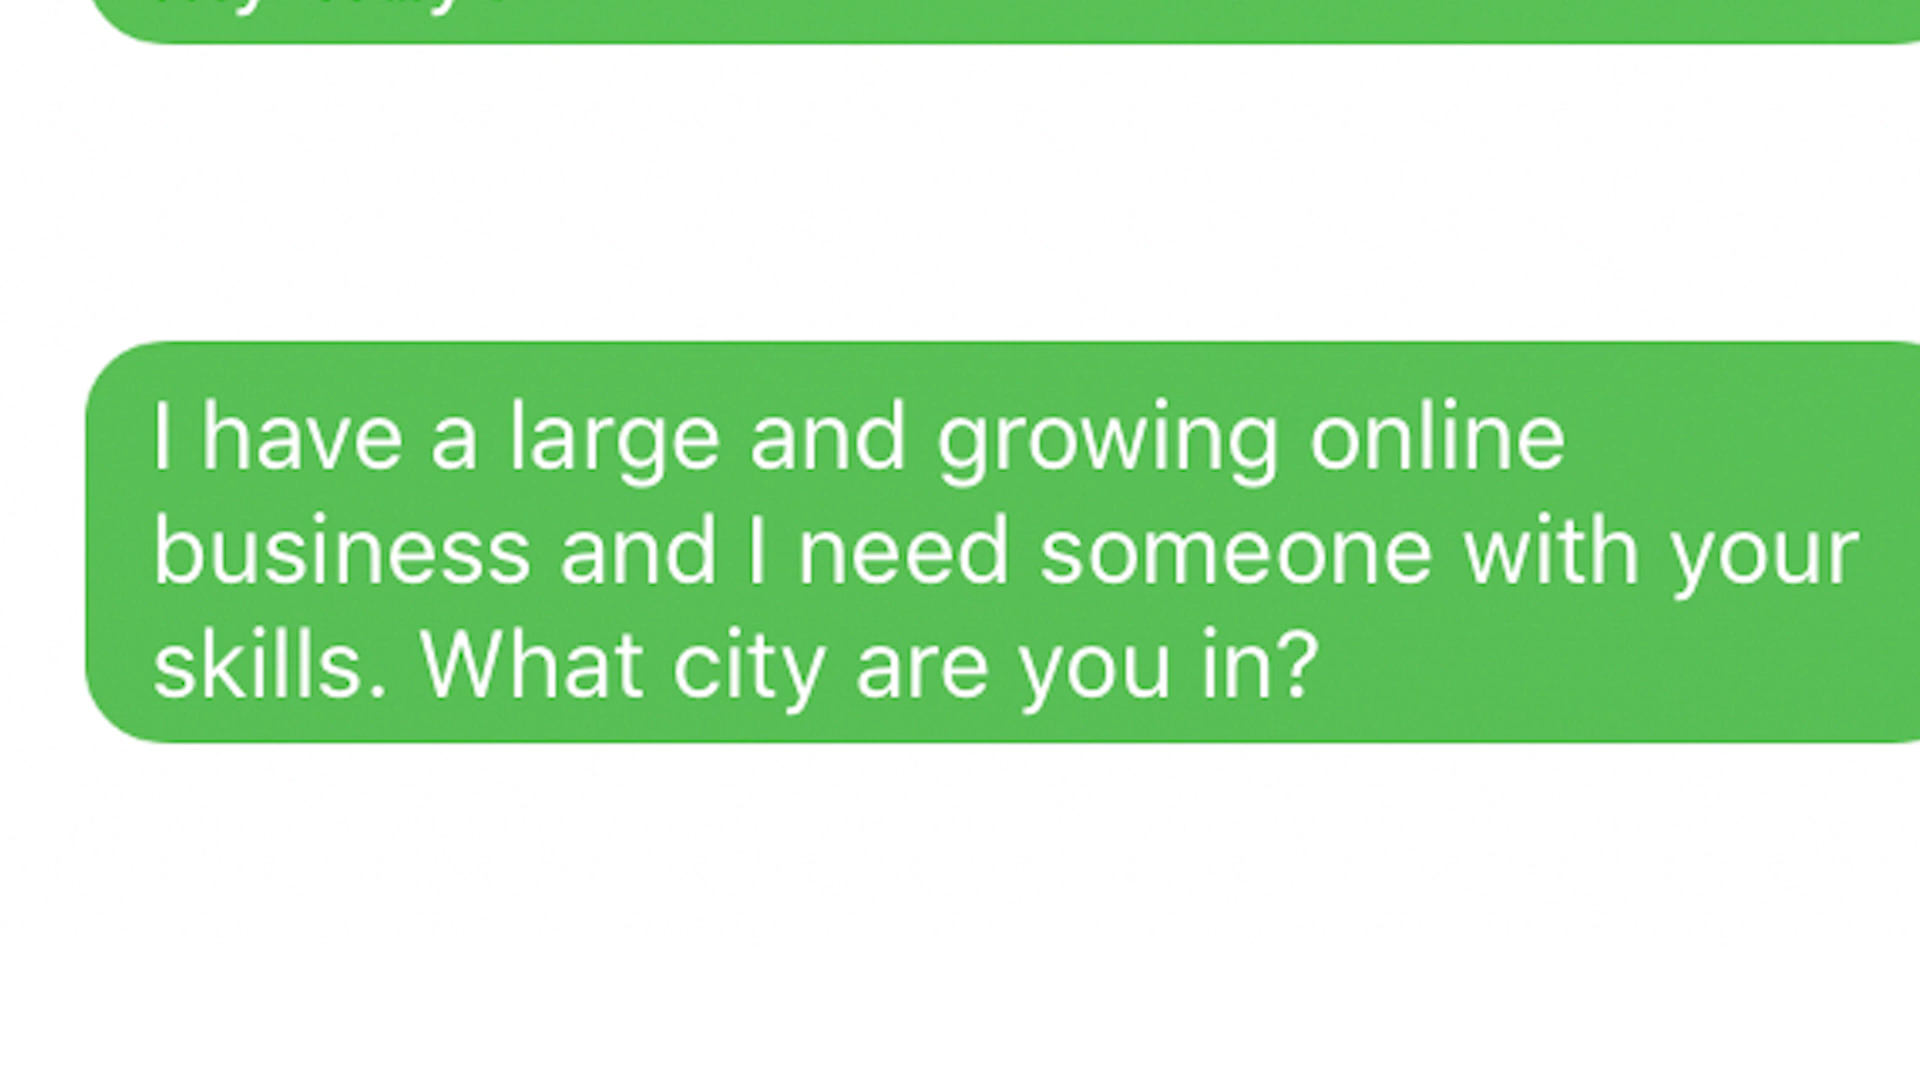 I have a large and growing online
business and I need someone with your
skills. What city are you in?